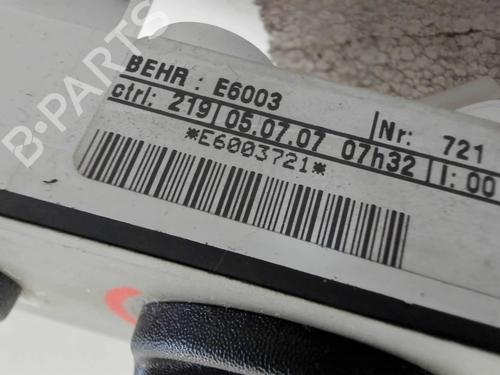 BEHR : E6003
Nr: 721
ctrl: 219 05.07.07 07h32 I: 00
*E6003721*
B-PARTS